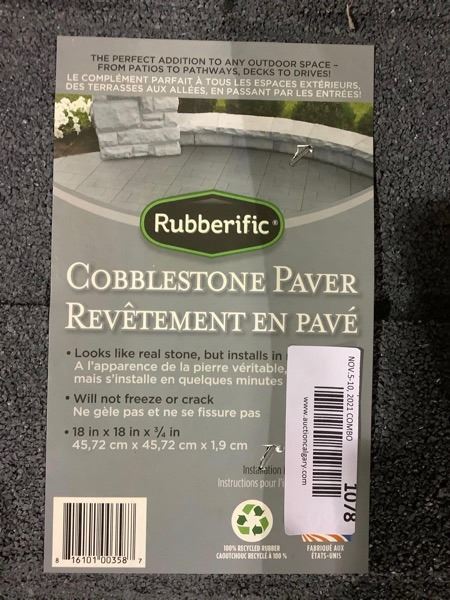 THE PERFECT ADDITION TO ANY OUTDOOR SPACE –
FROM PATIOS TO PATHWAYS, DECKS TO DRIVES!
LE COMPLÉMENT PARFAIT À TOUS LES ESPACES EXTÉRIEURS,
DES TERRASSES AUX ALLÉES, EN PASSANT PAR LES ENTRÉES!
Rubberific®
COBBLESTONE PAVER
REVÊTEMENT EN PAVÉ
• Looks like real stone, but installs in
A l'apparence de la pierre véritable,
mais s'installe en quelques minutes
• Will not freeze or crack
Ne gèle pas et ne se fissure pas
• 18 in x 18 in x ¾ in
45,72 cm x 45,72 cm x 1,9 cm
Installation
Instructions pour l'i
100% RECYCLED RUBBER
CAOUTCHOUC RECYCLÉ À 100 %
FABRIQUÉ AUX
ÉTATS-UNIS
8 16101 00358 7
NOV.5-10, 2021 COMBO
1078
www.auctioncalgary.com